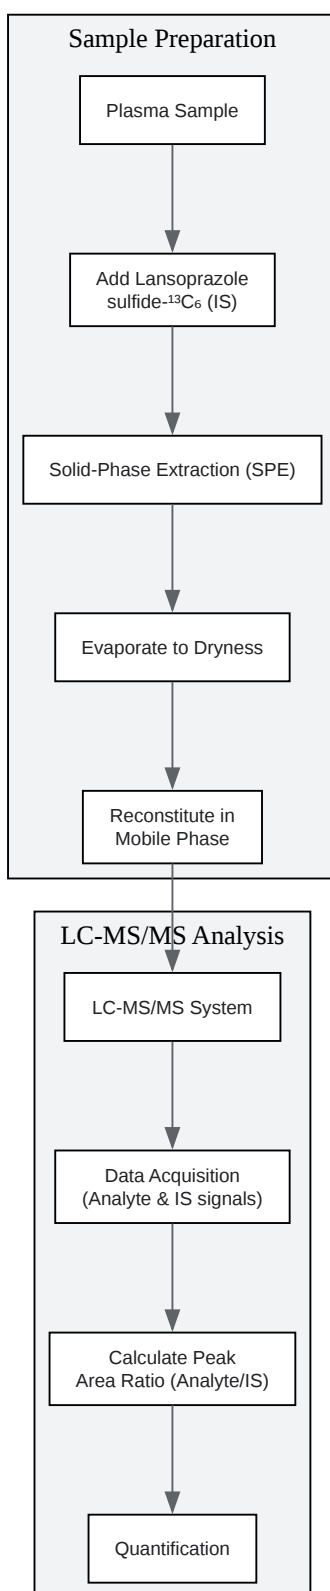 Sample Preparation
Plasma Sample
Add Lansoprazole
sulfide-¹³C₆ (IS)
Solid-Phase Extraction (SPE)
Evaporate to Dryness
Reconstitute in
Mobile Phase
LC-MS/MS Analysis
LC-MS/MS System
Data Acquisition
(Analyte & IS signals)
Calculate Peak
Area Ratio (Analyte/IS)
Quantification